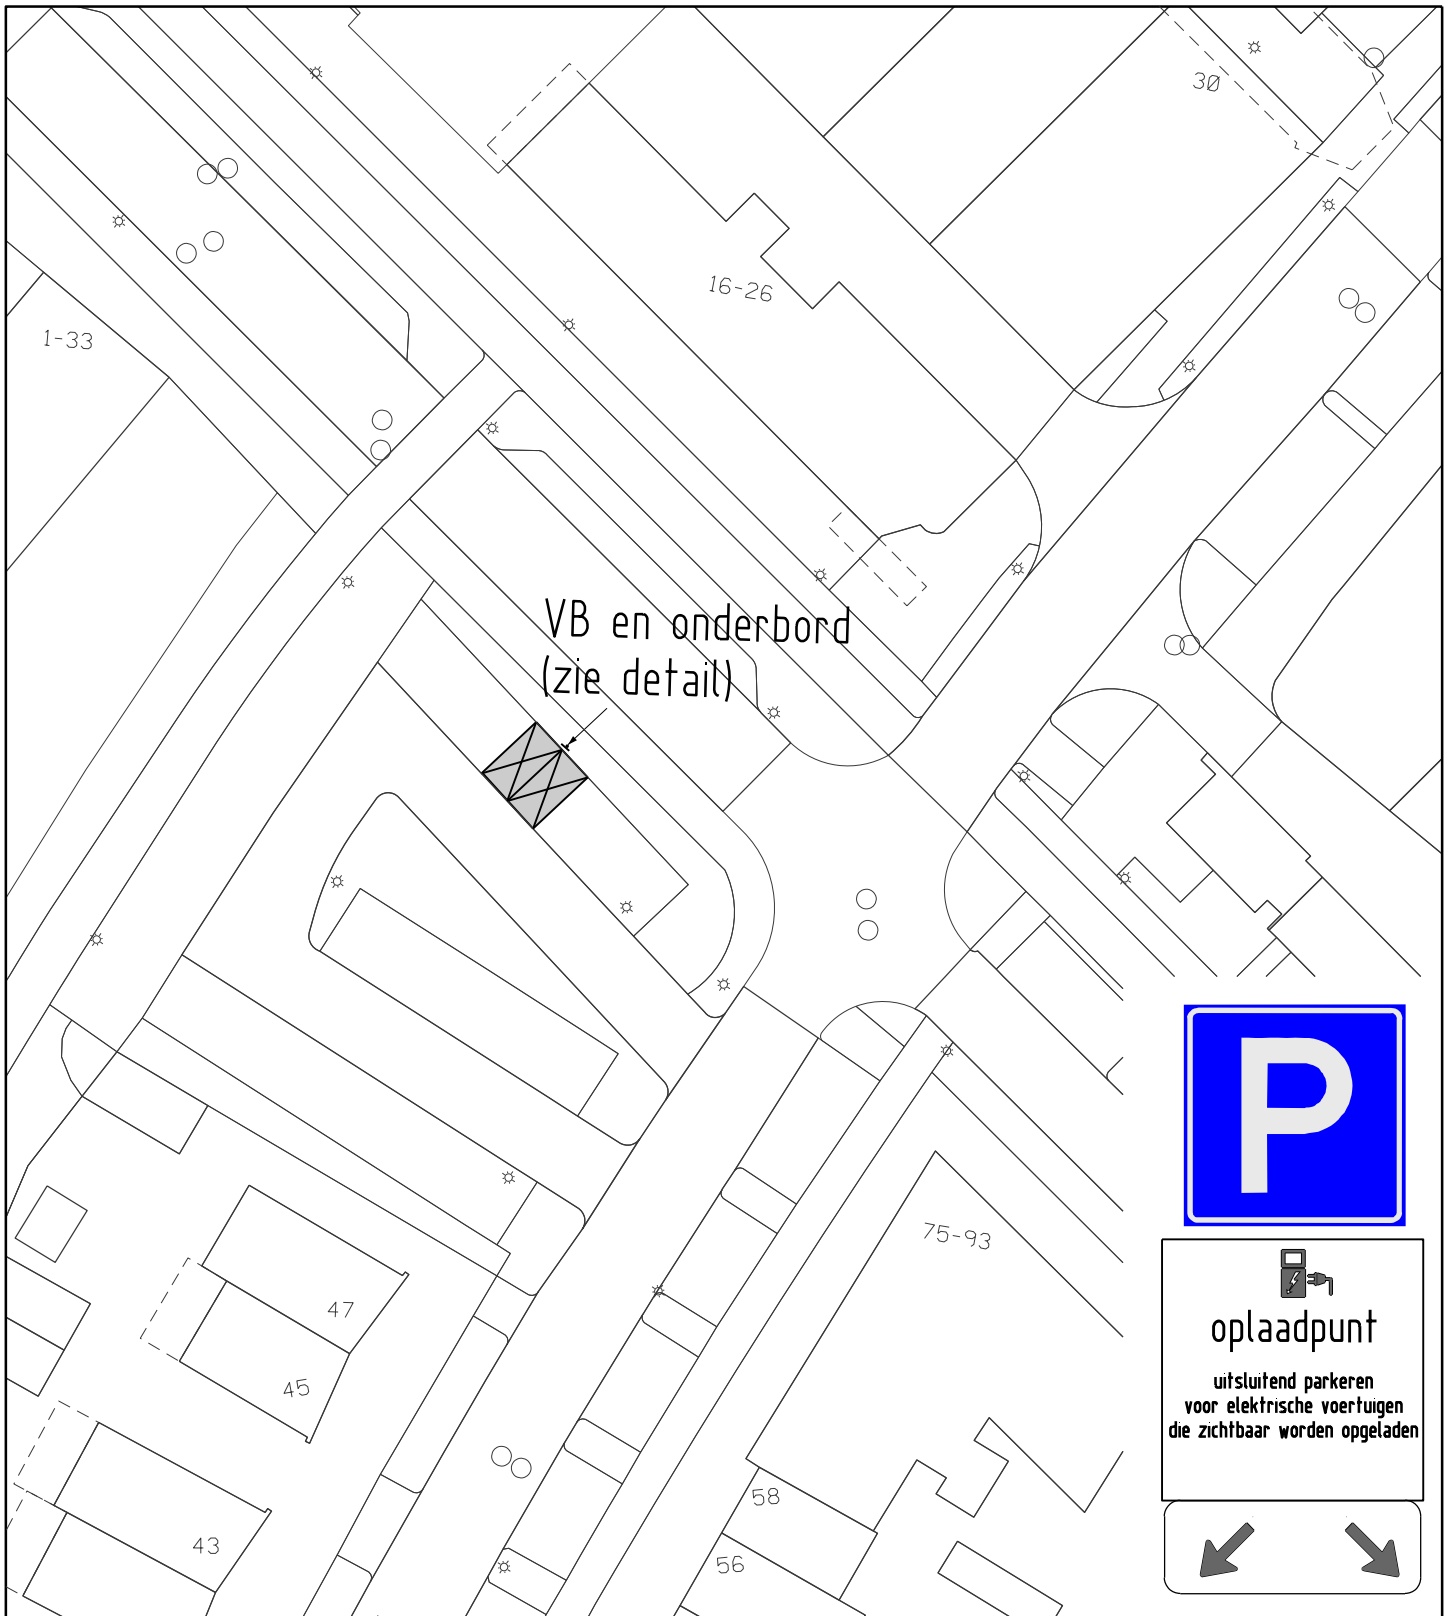 30
16-26
1-33
VB en onderbord
(zie detail)
P
75-93
oplaadpunt
uitsluitend parkeren
voor elektrische voertuigen
die zichtbaar worden opgeladen
47
45
43
58
56